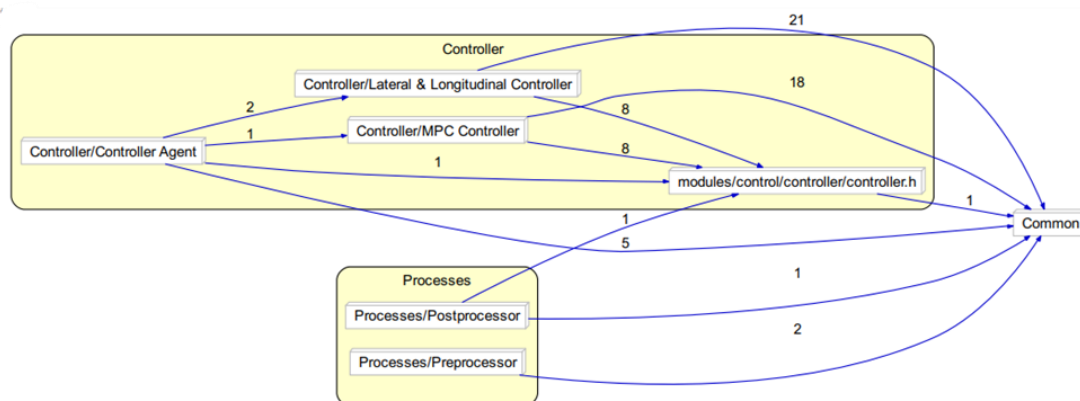 21
Controller
Controller/Lateral & Longitudinal Controller
18
2
8
Controller/MPC Controller
1
Controller/Controller Agent
8
1
modules/control/controller/controller.h
1
1
Common
5
Processes
1
Processes/Postprocessor
2
Processes/Preprocessor